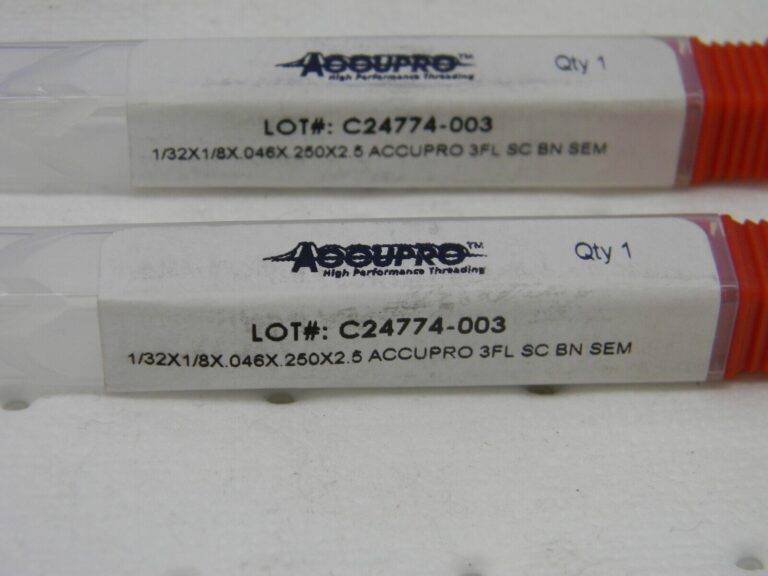 ACCUPRO™
High Performance Threading
Qty 1
LOT#: C24774-003
1/32X1/8X.046X.250X2.5 ACCUPRO 3FL SC BN SEM
ACCUPRO™
High Performance Threading
Qty 1
LOT#: C24774-003
1/32X1/8X.046X.250X2.5 ACCUPRO 3FL SC BN SEM